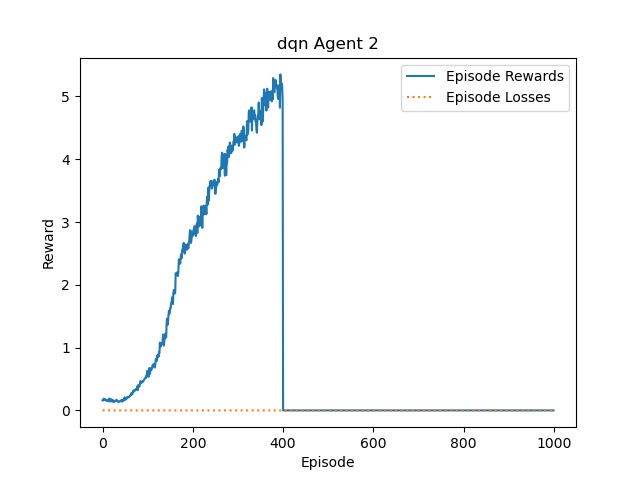 dqn Agent 2
Episode Rewards
Episode Losses
Reward
5
4
3
2
1
0
0 200 400 600 800 1000
Episode